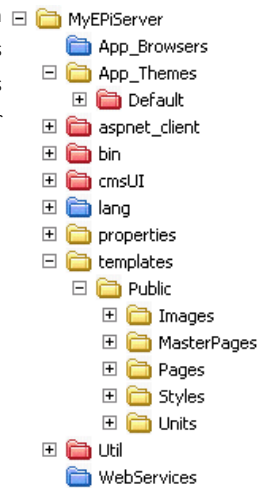 MyEPiServer
App_Browsers
App_Themes
Default
aspnet_client
bin
cmsUI
lang
properties
templates
Public
Images
MasterPages
Pages
Styles
Units
Util
WebServices